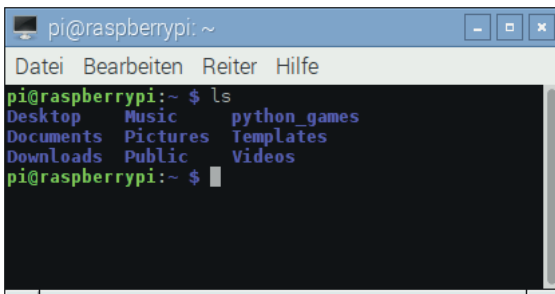 pi@raspberrypi: ~
Datei Bearbeiten Reiter Hilfe
pi@raspberrypi:~ $ ls
Desktop Music python_games
Documents Pictures Templates
Downloads Public Videos
pi@raspberrypi:~ $